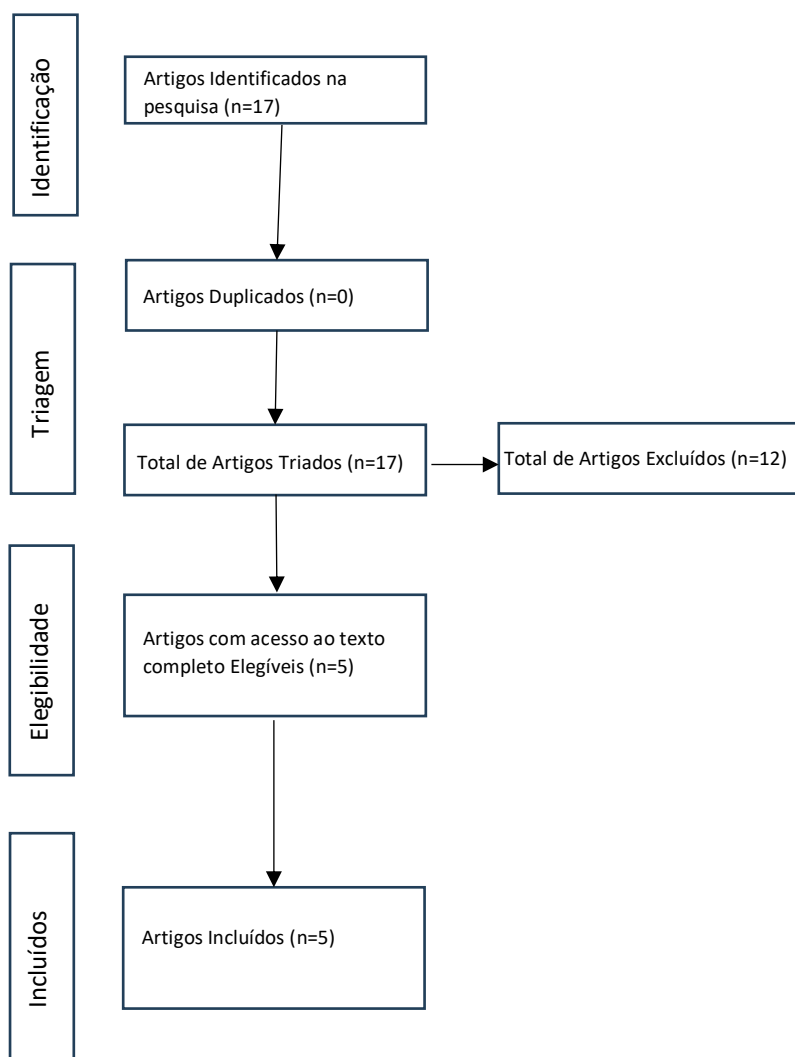 Identificação
Artigos Identificados na
pesquisa (n=17)
Triagem
Artigos Duplicados (n=0)
Total de Artigos Triados (n=17)
Total de Artigos Excluídos (n=12)
Elegibilidade
Artigos com acesso ao texto
completo Elegíveis (n=5)
Incluídos
Artigos Incluídos (n=5)